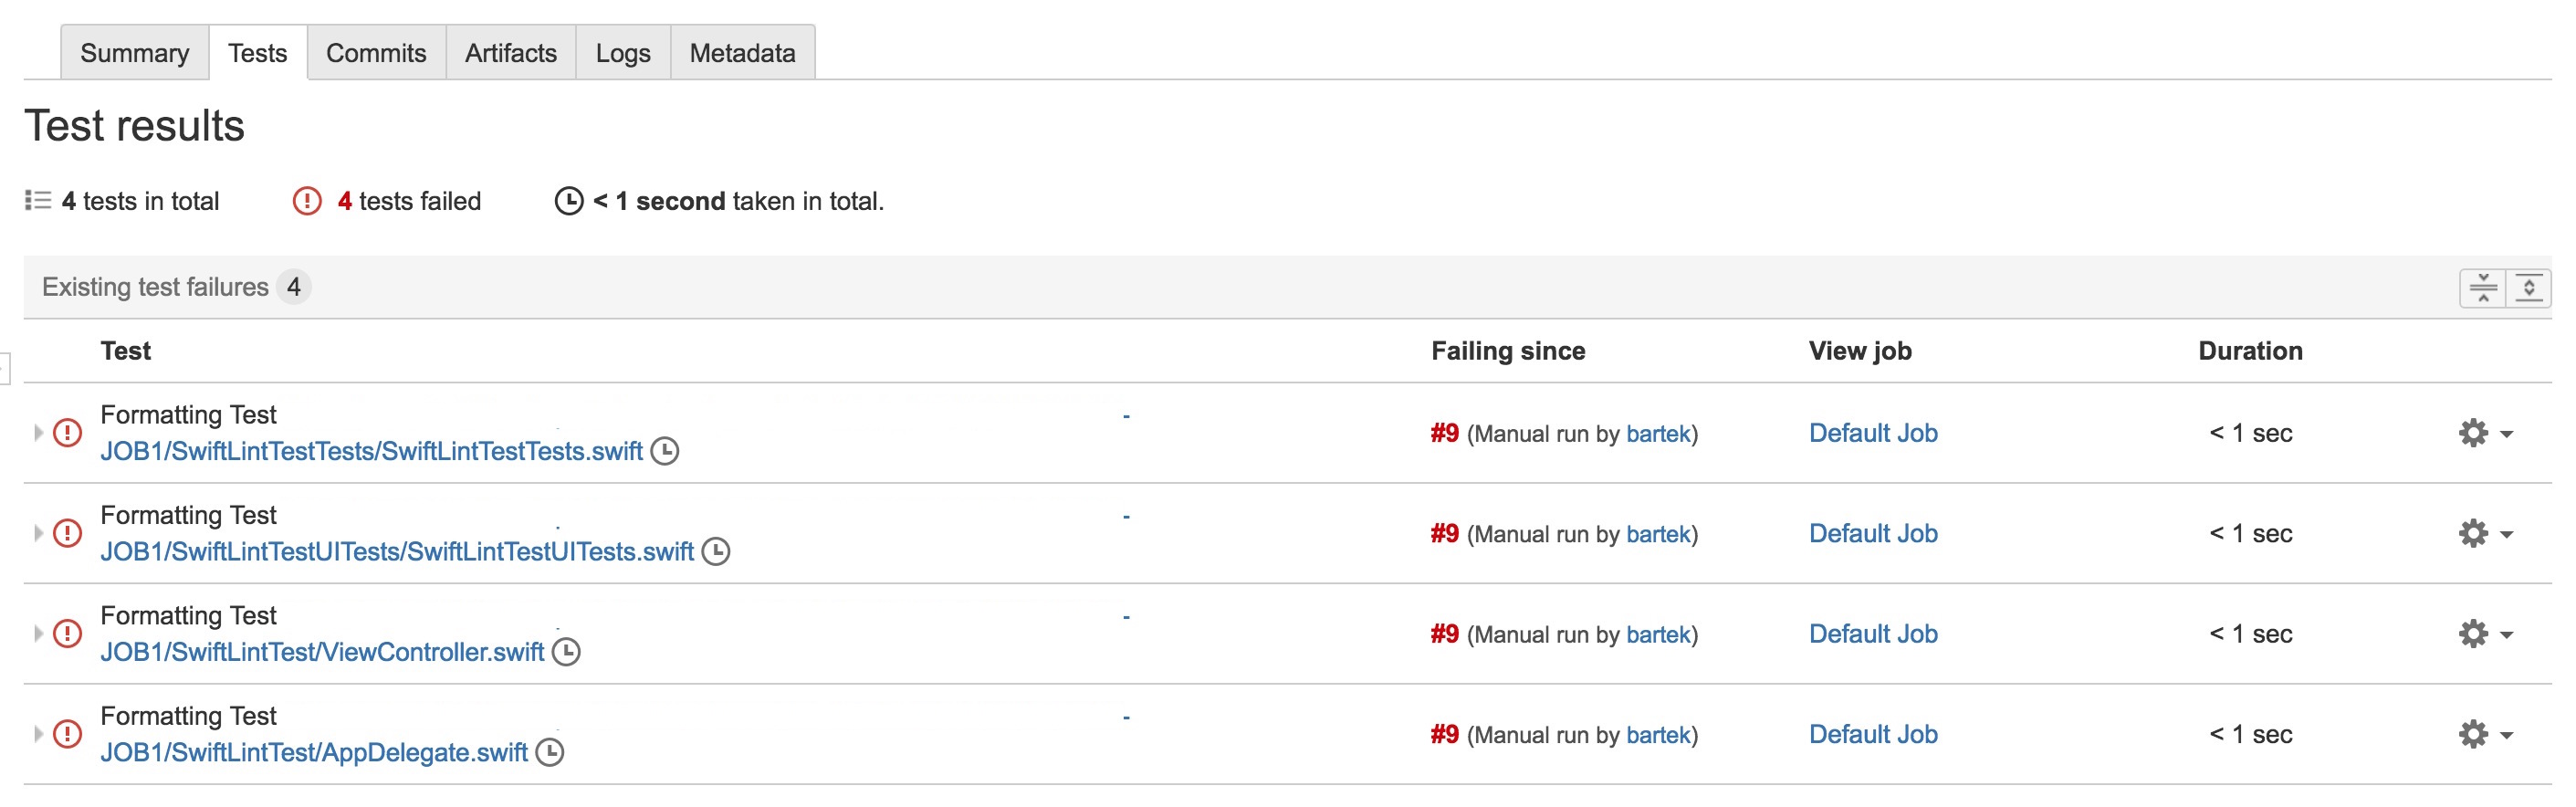 Summary Tests Commits Artifacts Logs Metadata
Test results
4 tests in total 4 tests failed < 1 second taken in total.
Existing test failures 4
Test Failing since View job Duration
Formatting Test -
JOB1/SwiftLintTestTests/SwiftLintTestTests.swift #9 (Manual run by bartek) Default Job < 1 sec
Formatting Test -
JOB1/SwiftLintTestUITests/SwiftLintTestUITests.swift #9 (Manual run by bartek) Default Job < 1 sec
Formatting Test -
JOB1/SwiftLintTest/ViewController.swift #9 (Manual run by bartek) Default Job < 1 sec
Formatting Test -
JOB1/SwiftLintTest/AppDelegate.swift #9 (Manual run by bartek) Default Job < 1 sec